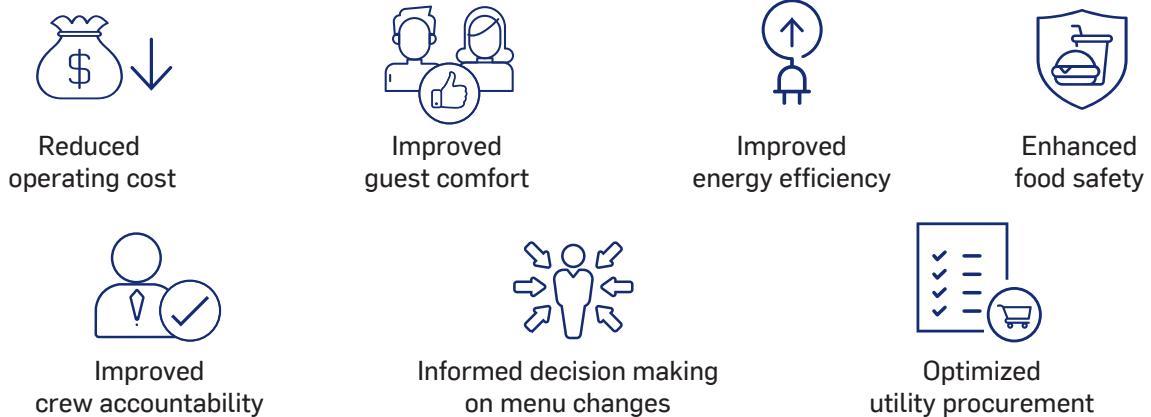 $
Reduced
operating cost
Improved
guest comfort
Improved
energy efficiency
Enhanced
food safety
Improved
crew accountability
Informed decision making
on menu changes
Optimized
utility procurement